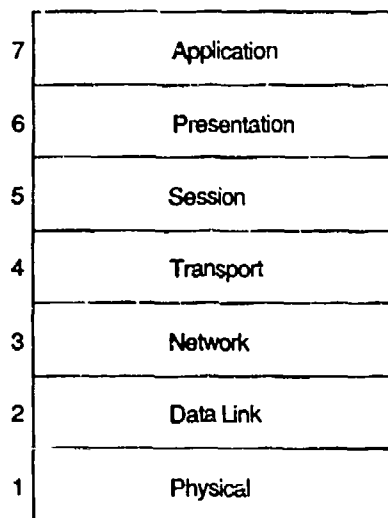 7 Application
6 Presentation
5 Session
4 Transport
3 Network
2 Data Link
1 Physical